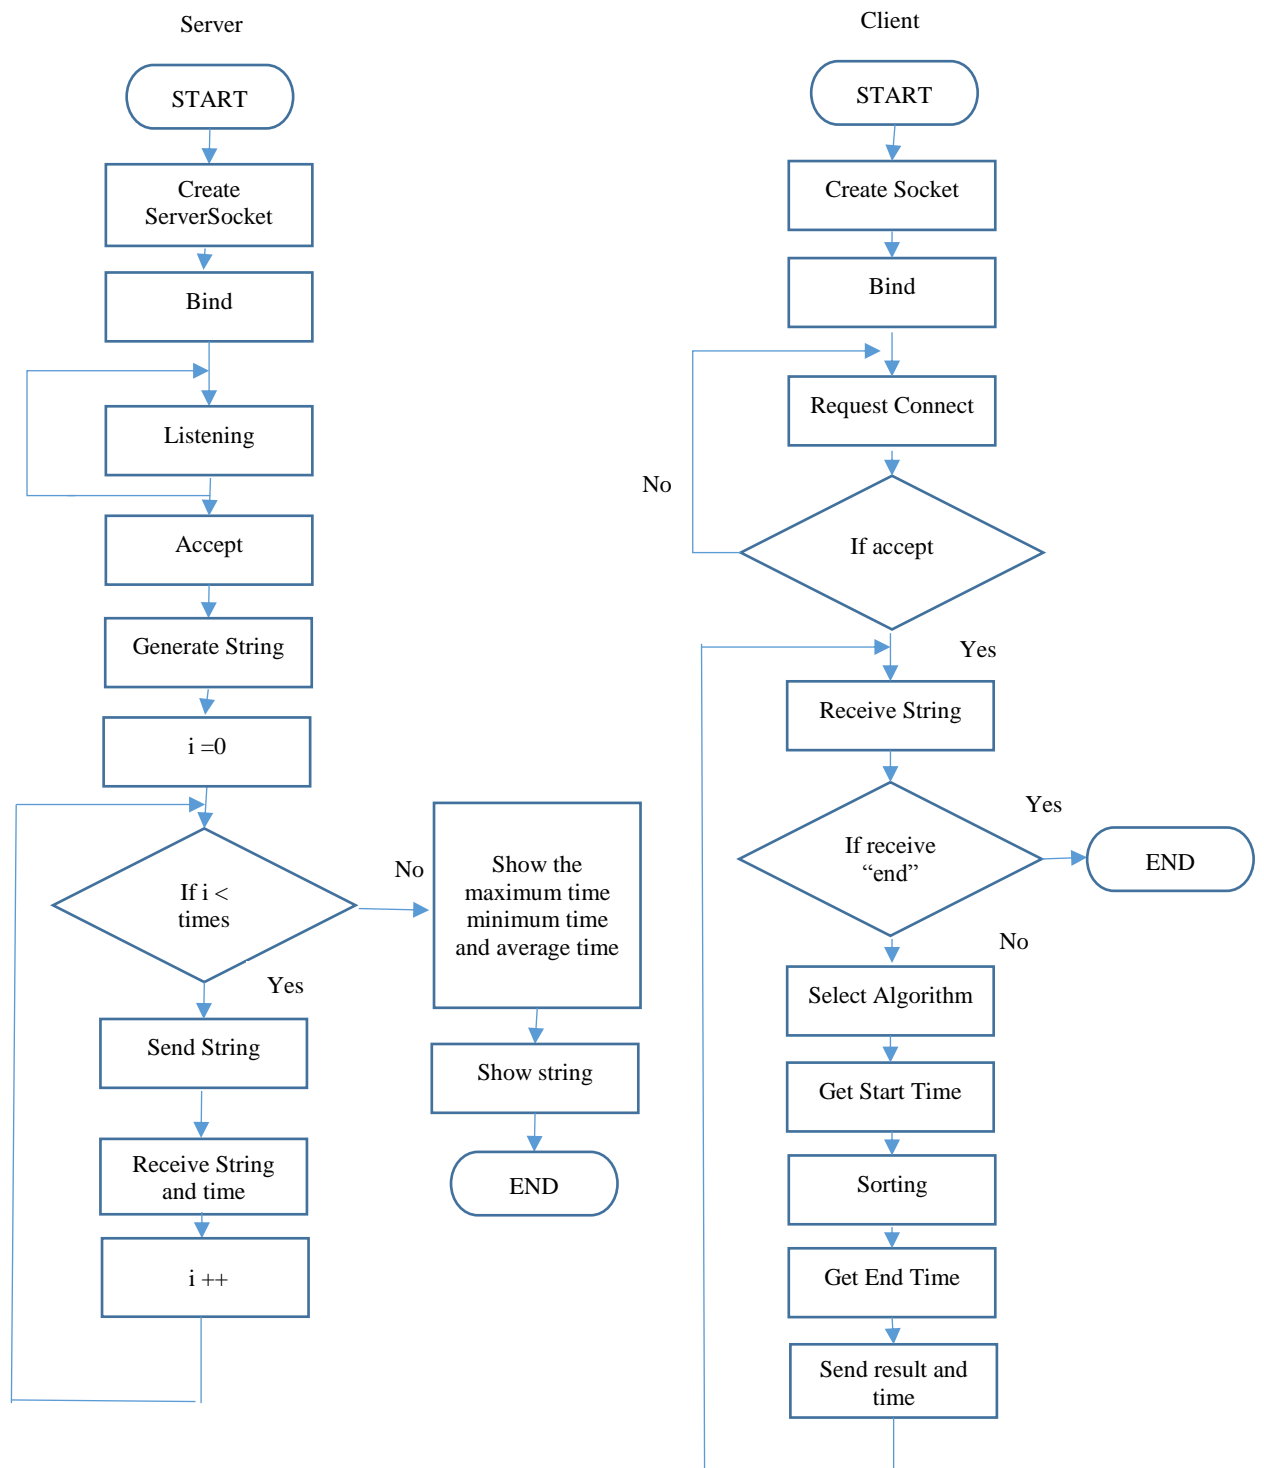 Server
START
Create
ServerSocket
Bind
Listening
Accept
Generate String
i =0
If i <
times
No
Yes
Show the
maximum time
minimum time
and average time
Show string
END
Send String
Receive String
and time
i ++
Client
START
Create Socket
Bind
Request Connect
No
If accept
Yes
Receive String
If receive
“end”
Yes
END
No
Select Algorithm
Get Start Time
Sorting
Get End Time
Send result and
time